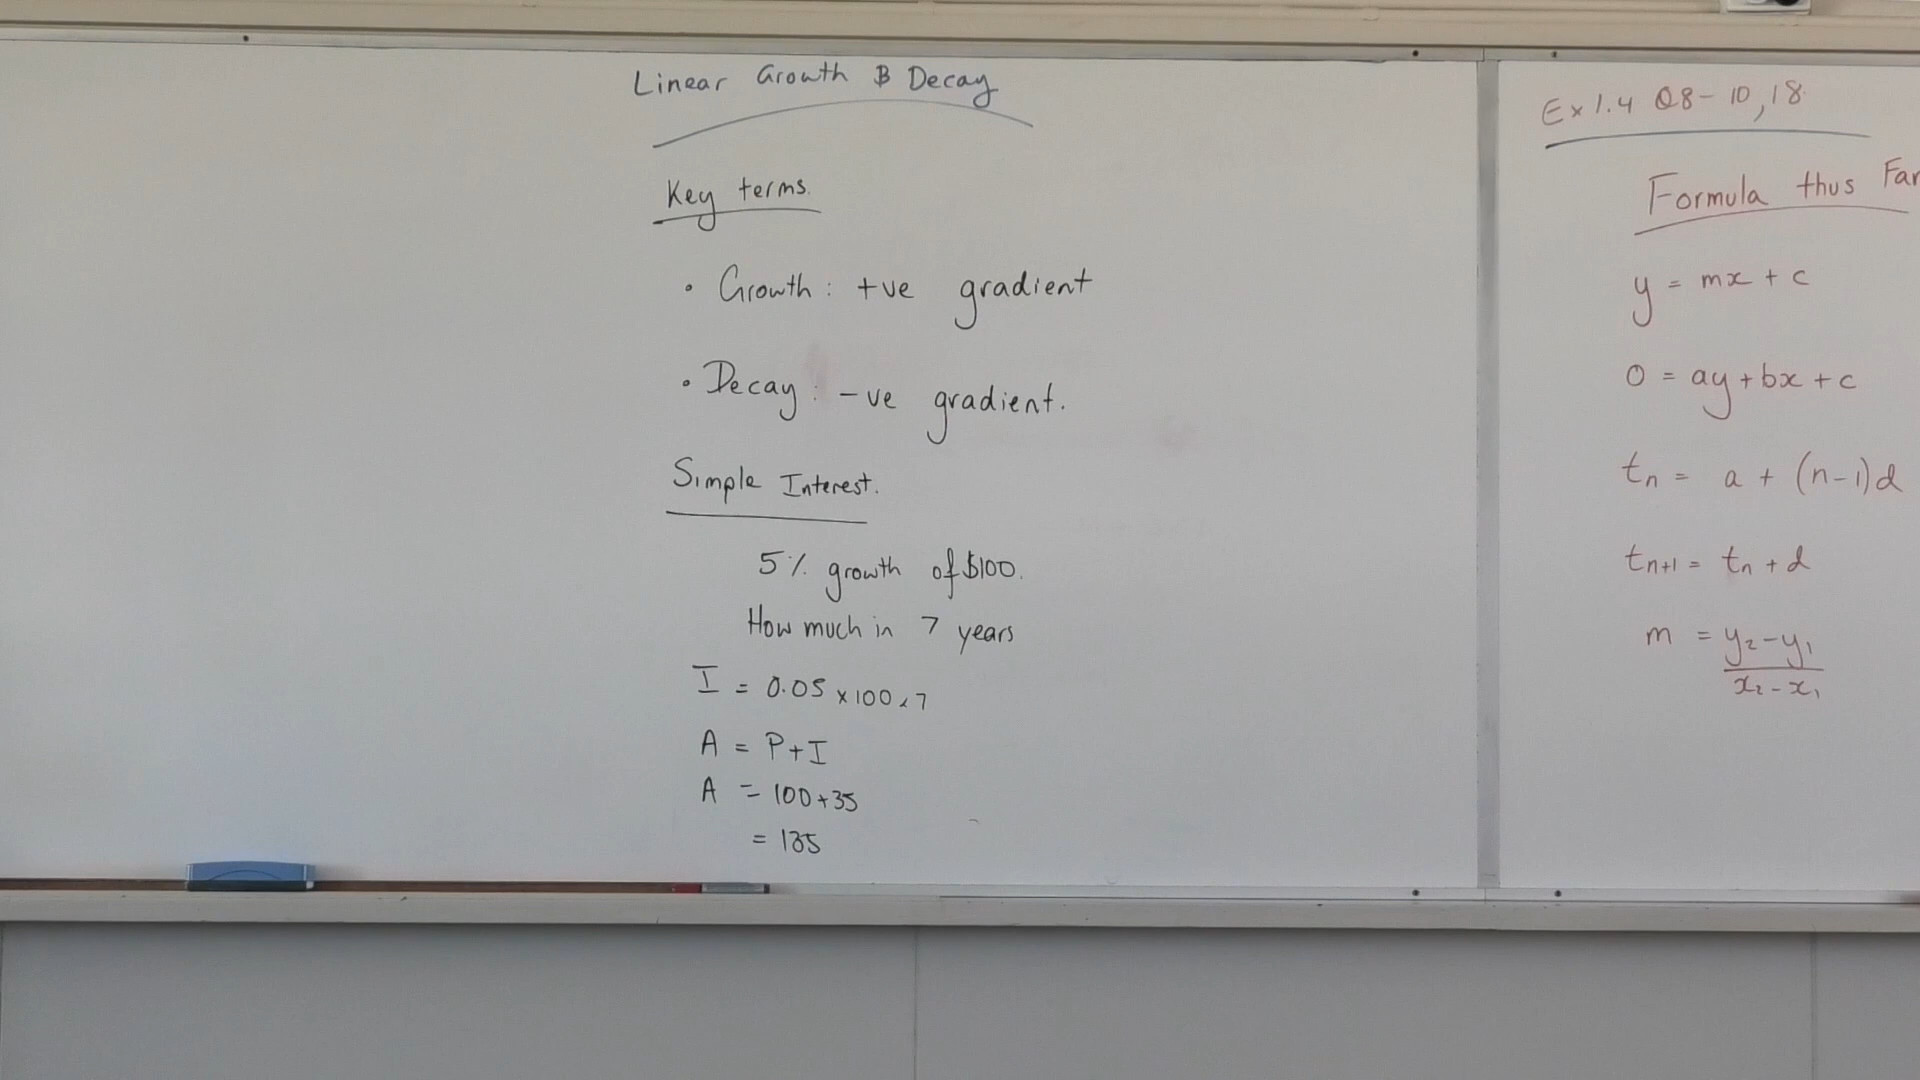 Linear Growth & Decay
Key terms.
• Growth: +ve gradient
• Decay: -ve gradient.
Simple Interest.
5% growth of $100.
How much in 7 years
I = 0.05 × 100 × 7
A = P+I
A = 100+35
= 135
Ex 1.4 Q8-10, 18
Formula thus Far
y = mx + c
0 = ay + bx + c
tn = a + (n-1)d
tn+1 = tn + d
m = y2-y1
x2-x1